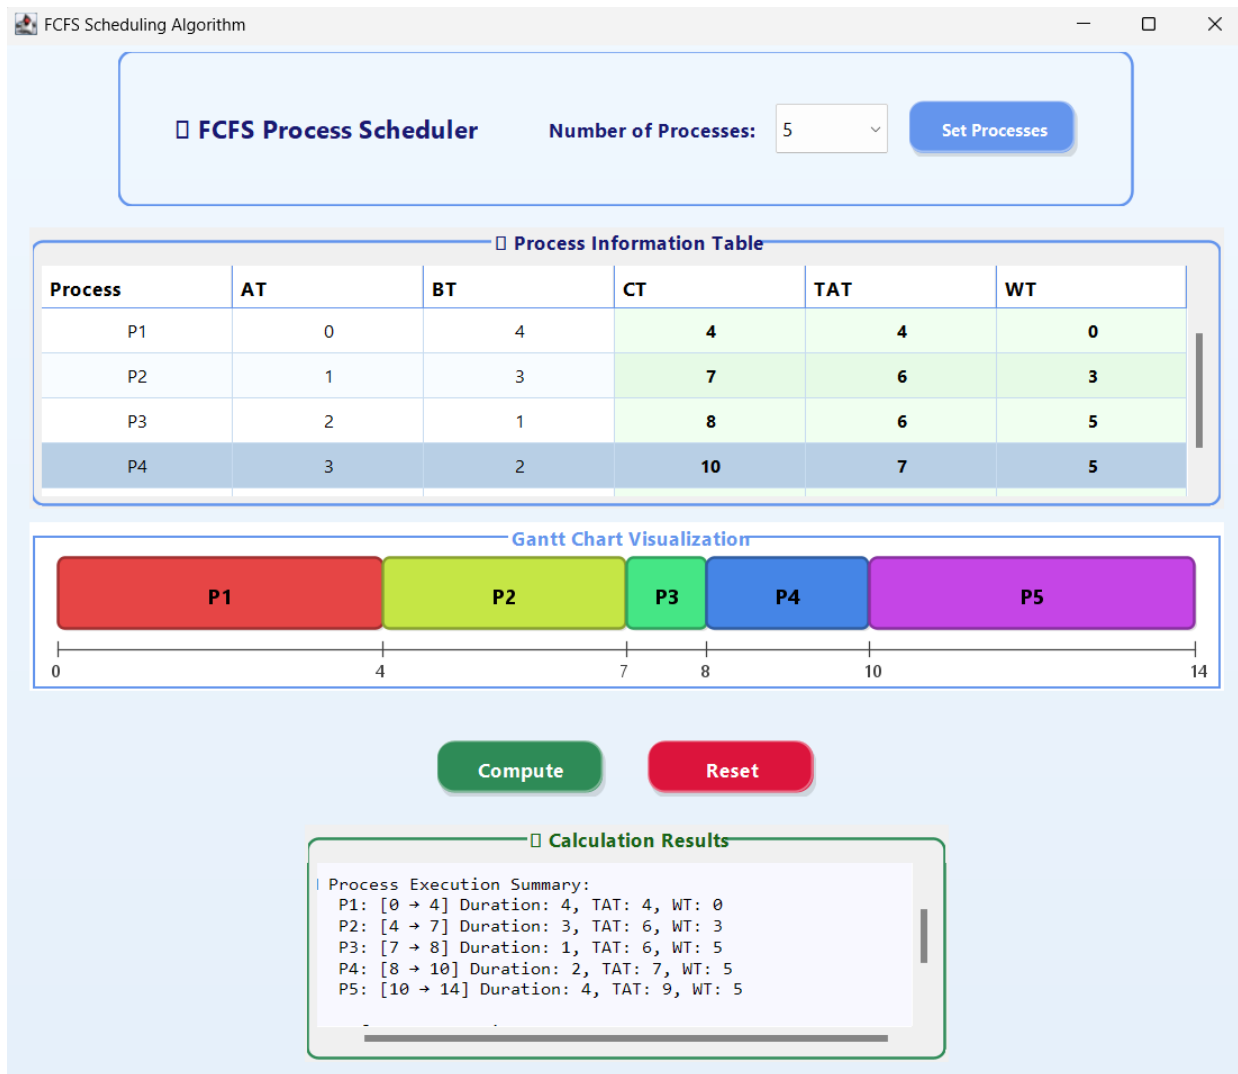 FCFS Scheduling Algorithm
FCFS Process Scheduler
Number of Processes: 5
Set Processes
Process Information Table
Process AT BT CT TAT WT
P1 0 4 4 4 0
P2 1 3 7 6 3
P3 2 1 8 6 5
P4 3 2 10 7 5
Gantt Chart Visualization
P1 P2 P3 P4 P5
0 4 7 8 10 14
Compute Reset
Calculation Results
Process Execution Summary:
P1: [0 → 4] Duration: 4, TAT: 4, WT: 0
P2: [4 → 7] Duration: 3, TAT: 6, WT: 3
P3: [7 → 8] Duration: 1, TAT: 6, WT: 5
P4: [8 → 10] Duration: 2, TAT: 7, WT: 5
P5: [10 → 14] Duration: 4, TAT: 9, WT: 5